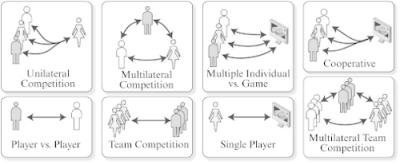 Unilateral
Competition
Multilateral
Competition
Multiple Individual
vs. Game
Cooperative
Player vs. Player
Team Competition
Single Player
Multilateral Team
Competition